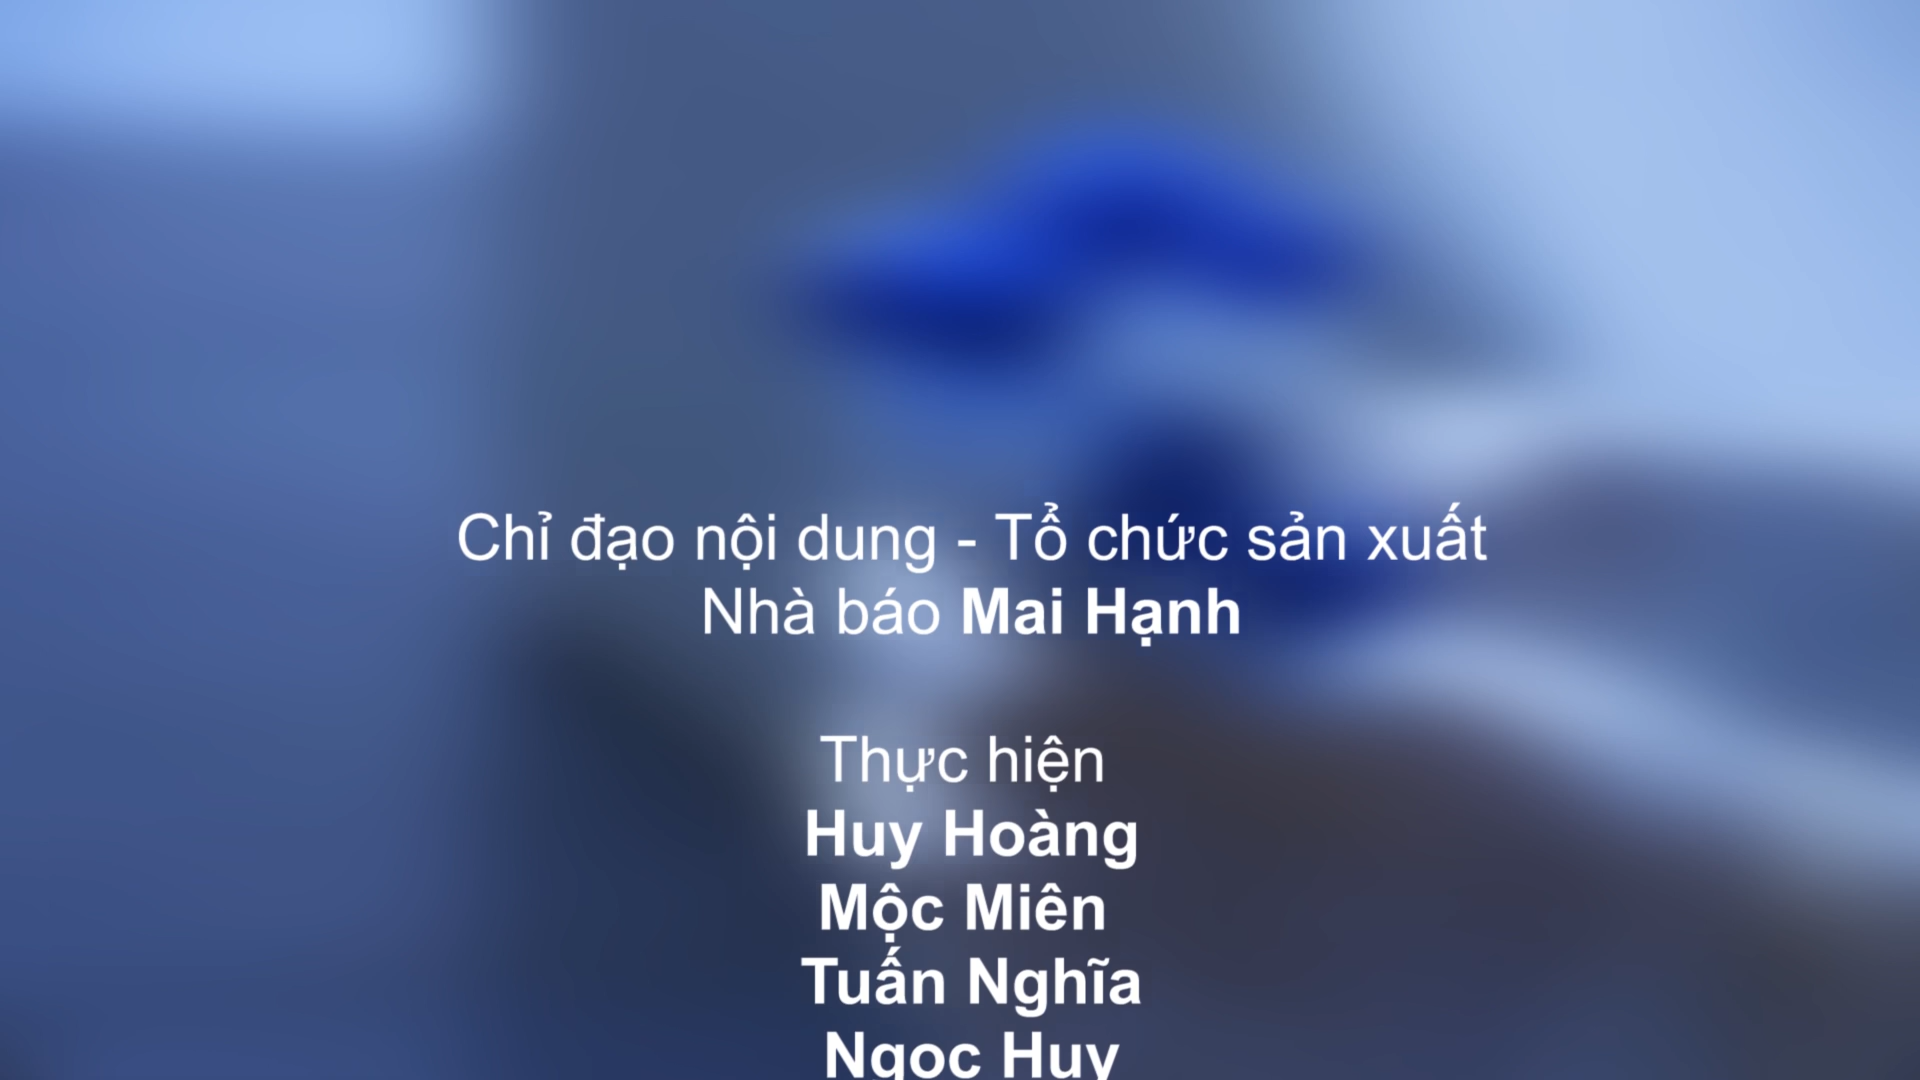 Chỉ đạo nội dung - Tổ chức sản xuất
Nhà báo Mai Hạnh
Thực hiện
Huy Hoàng
Mộc Miên
Tuấn Nghĩa
Ngọc Huy